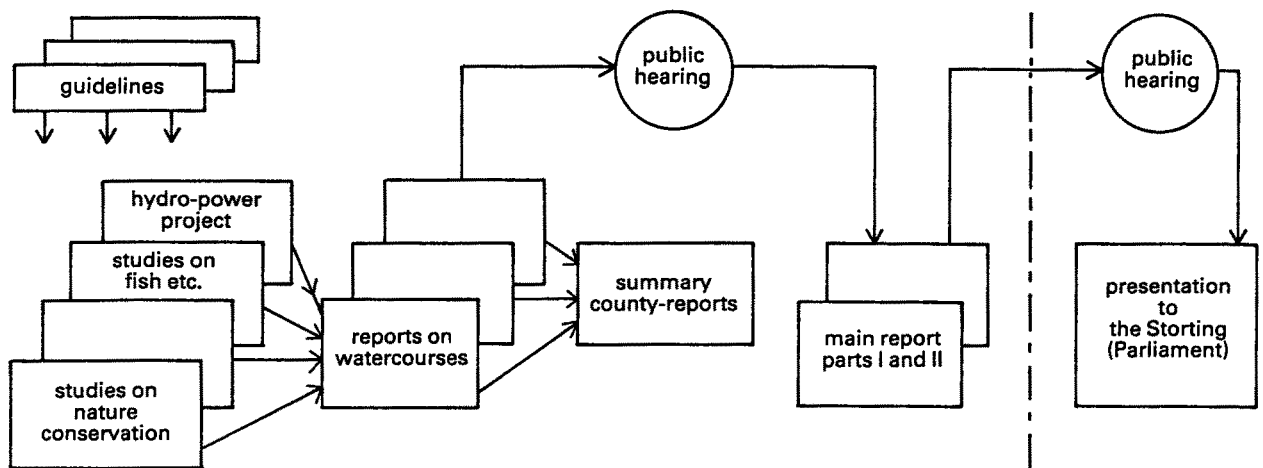 guidelines
hydro-power
project
studies on
fish etc.
studies on
nature
conservation
reports on
watercourses
summary
county-reports
public
hearing
main report
parts I and II
public
hearing
presentation
to
the Storting
(Parliament)